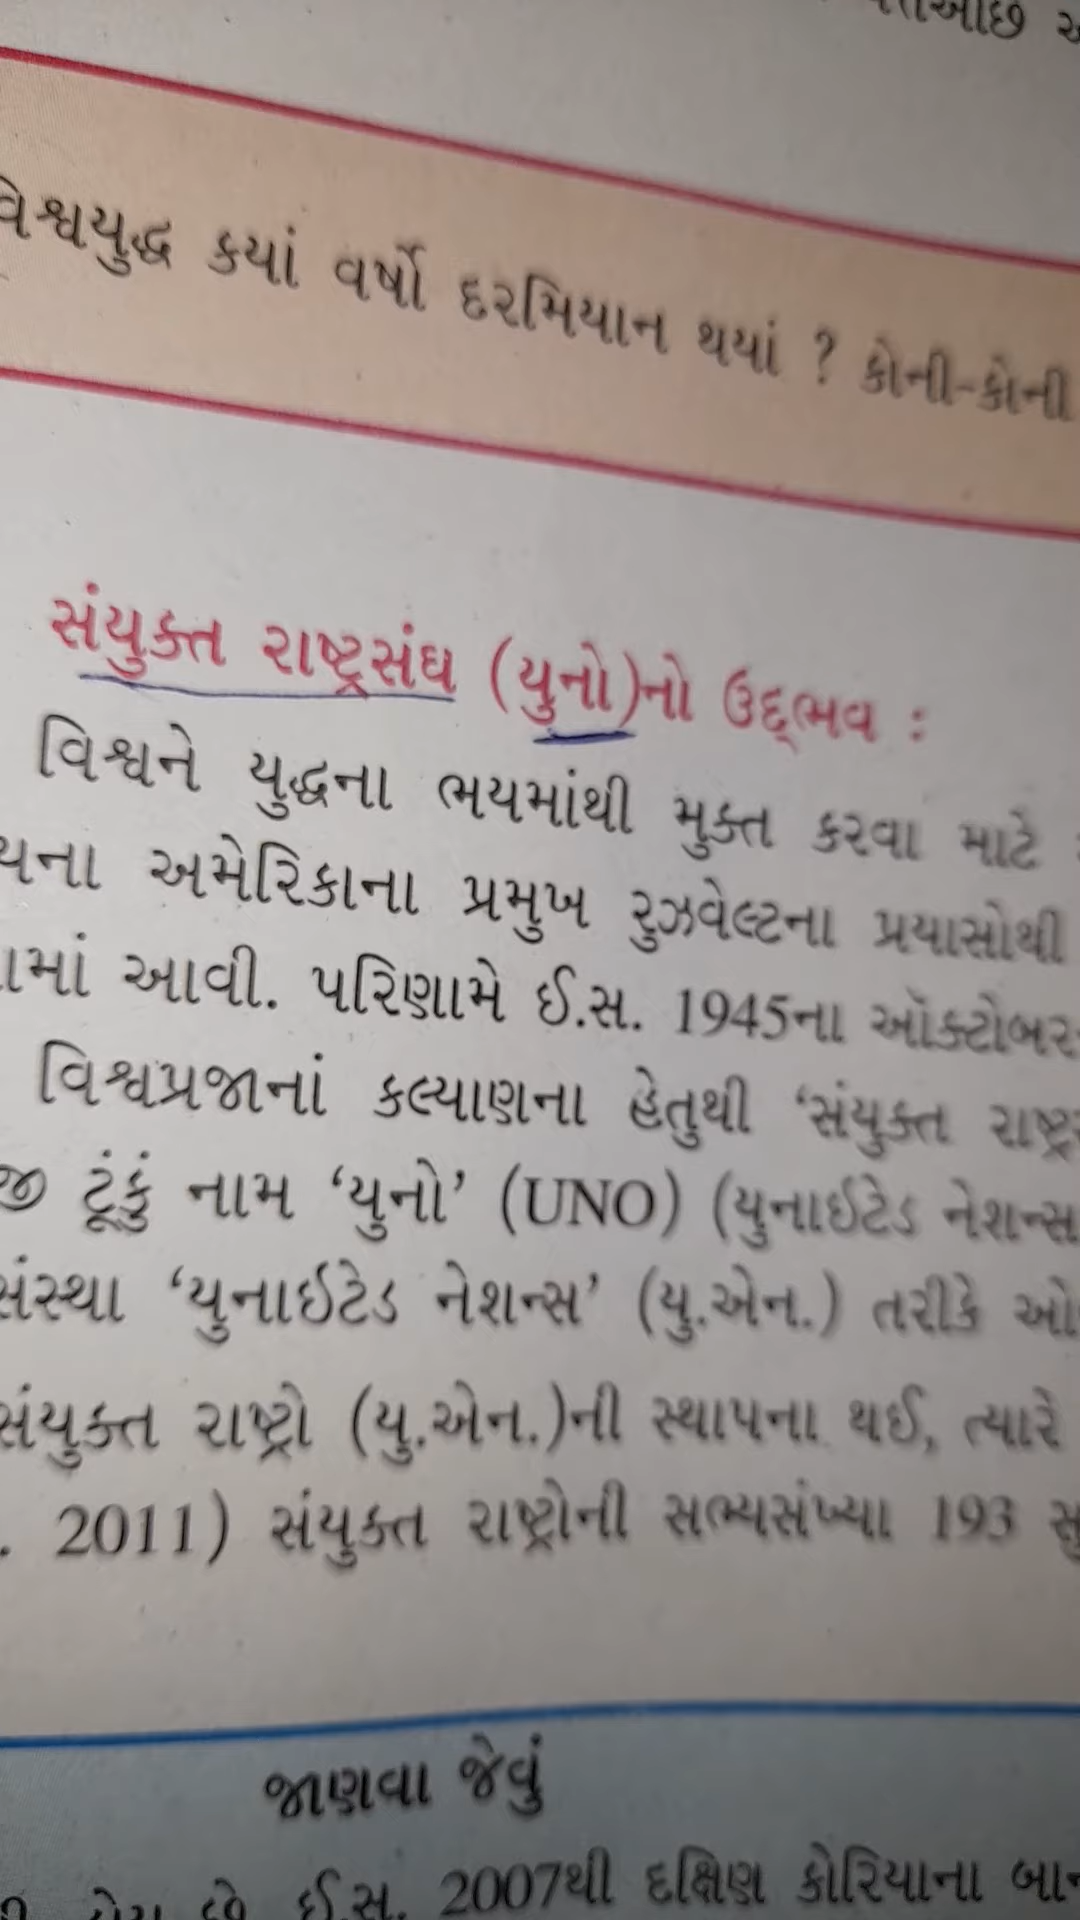 વિશ્વયુદ્ધ કયાં વર્ષો દરમિયાન થયાં ? કોની-કોની
સંયુક્ત રાષ્ટ્રસંઘ (યુનો)નો ઉદ્ભવ :
વિશ્વને યુદ્ધના ભયમાંથી મુક્ત કરવા માટે
અમેરિકાના પ્રમુખ રુઝવેલ્ટના પ્રયાસોથી
આવી. પરિણામે ઈ.સ. 1945ના ઑક્ટોબર
વિશ્વપ્રજાનાં કલ્યાણના હેતુથી ‘સંયુક્ત
ટૂંકું નામ ‘યુનો’ (UNO) (યુનાઈટેડ નેશન્સ
સંસ્થા ‘યુનાઈટેડ નેશન્સ’ (યુ.એન.) તરીકે
સંયુક્ત રાષ્ટ્રો (યુ.એન.)ની સ્થાપના થઈ, ત્યારે
. 2011) સંયુક્ત રાષ્ટ્રોની સભ્યસંખ્યા 193
જાણવા જેવું
છે ઈ.સ. 2007થી દક્ષિણ કોરિયાના